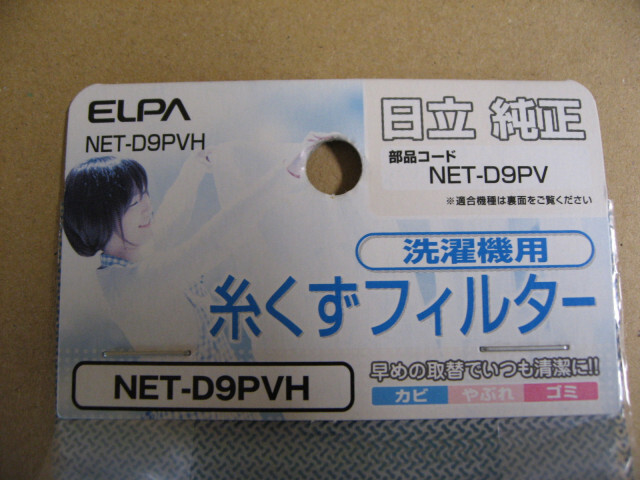 ELPA
NET-D9PVH
日立 純正
部品コード
NET-D9PV
※適合機種は裏面をご覧ください
洗濯機用
糸くずフィルター
NET-D9PVH
早めの取替でいつも清潔に!!
カビ やぶれ ゴミ